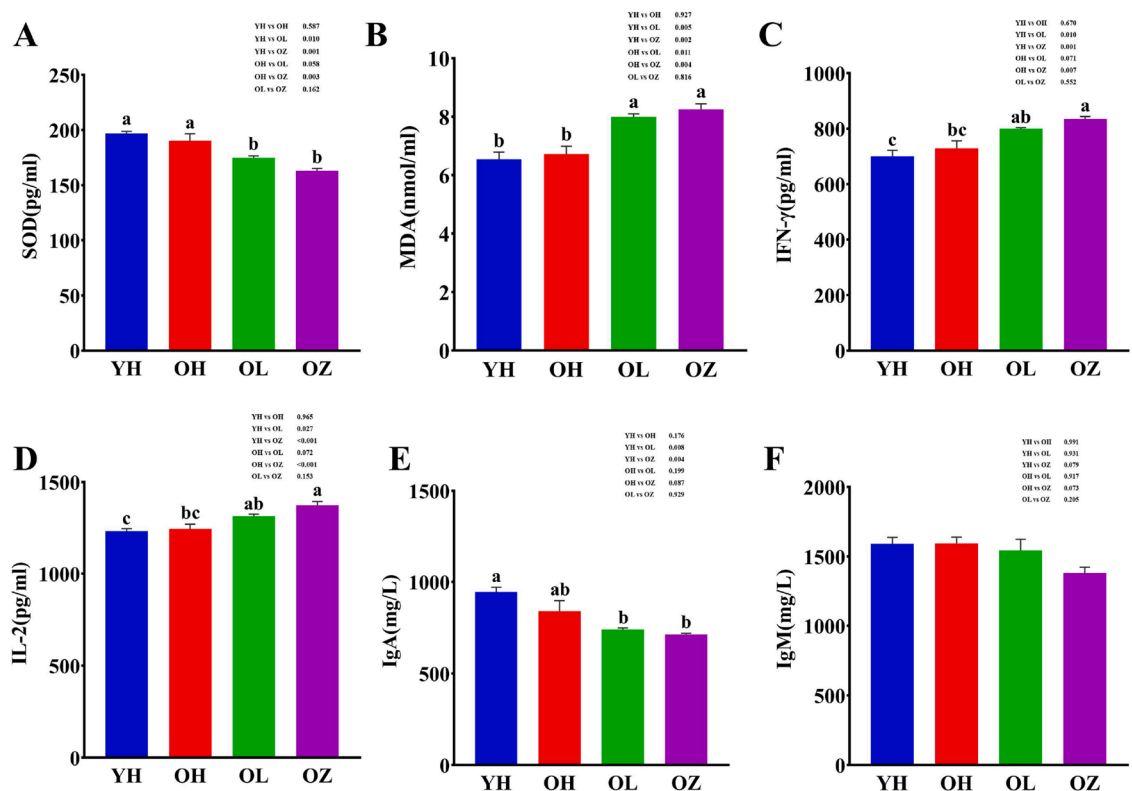 A
YH vs OH 0.587
YH vs OL 0.010
YH vs OZ 0.001
OH vs OL 0.058
OH vs OZ 0.003
OL vs OZ 0.162
SOD(pg/ml)
250
200
150
100
50
0
a a b b
YH OH OL OZ
B
YH vs OH 0.927
YH vs OL 0.005
YH vs OZ 0.002
OH vs OL 0.011
OH vs OZ 0.004
OL vs OZ 0.816
MDA(nmol/ml)
10
8
6
4
2
0
b b a a
YH OH OL OZ
C
YH vs OH 0.670
YH vs OL 0.010
YH vs OZ 0.001
OH vs OL 0.071
OH vs OZ 0.007
OL vs OZ 0.552
IFN-γ(pg/ml)
1000
800
600
400
200
0
c bc ab a
YH OH OL OZ
D
YH vs OH 0.965
YH vs OL 0.027
YH vs OZ <0.001
OH vs OL 0.072
OH vs OZ <0.001
OL vs OZ 0.153
IL-2(pg/ml)
1500
1000
500
0
c bc ab a
YH OH OL OZ
E
YH vs OH 0.176
YH vs OL 0.008
YH vs OZ 0.004
OH vs OL 0.199
OH vs OZ 0.087
OL vs OZ 0.929
IgA(mg/L)
1500
1000
500
0
a ab b b
YH OH OL OZ
F
YH vs OH 0.991
YH vs OL 0.931
YH vs OZ 0.079
OH vs OL 0.917
OH vs OZ 0.073
OL vs OZ 0.205
IgM(mg/L)
2000
1500
1000
500
0
YH OH OL OZ